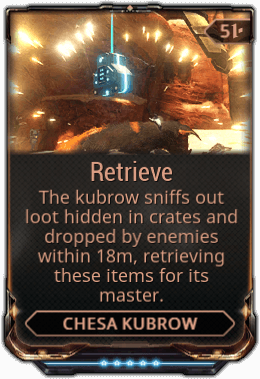 51
Retrieve
The kubrow sniffs out
loot hidden in crates and
dropped by enemies
within 18m, retrieving
these items for its
master.
CHESA KUBROW